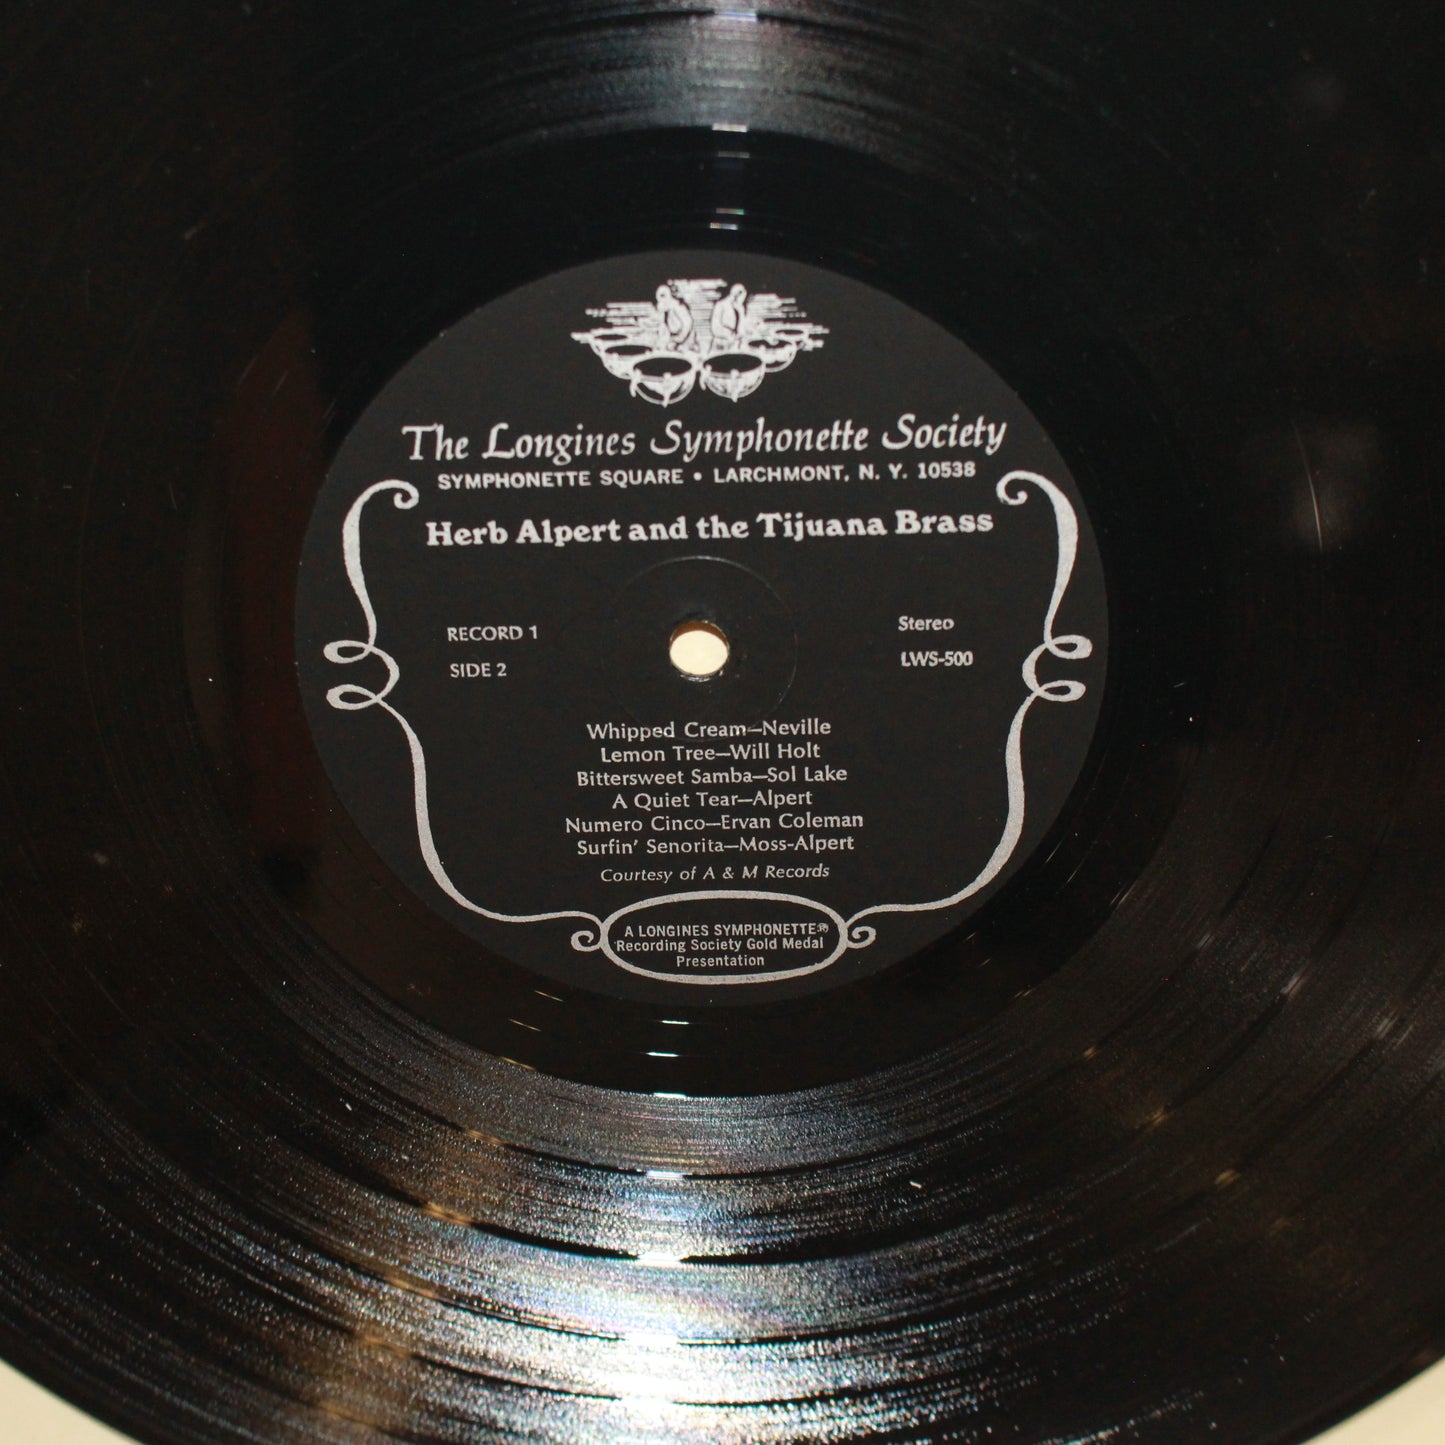 The Longines Symphonette Society
SYMPHONETTE SQUARE • LARCHMONT, N. Y. 10538
Herb Alpert and the Tijuana Brass
RECORD 1
SIDE 2
Stereo
LWS-500
Whipped Cream—Neville
Lemon Tree—Will Holt
Bittersweet Samba—Sol Lake
A Quiet Tear—Alpert
Numero Cinco—Ervan Coleman
Surfin' Senorita—Moss-Alpert
Courtesy of A & M Records
A LONGINES SYMPHONETTE®
Recording Society Gold Medal
Presentation